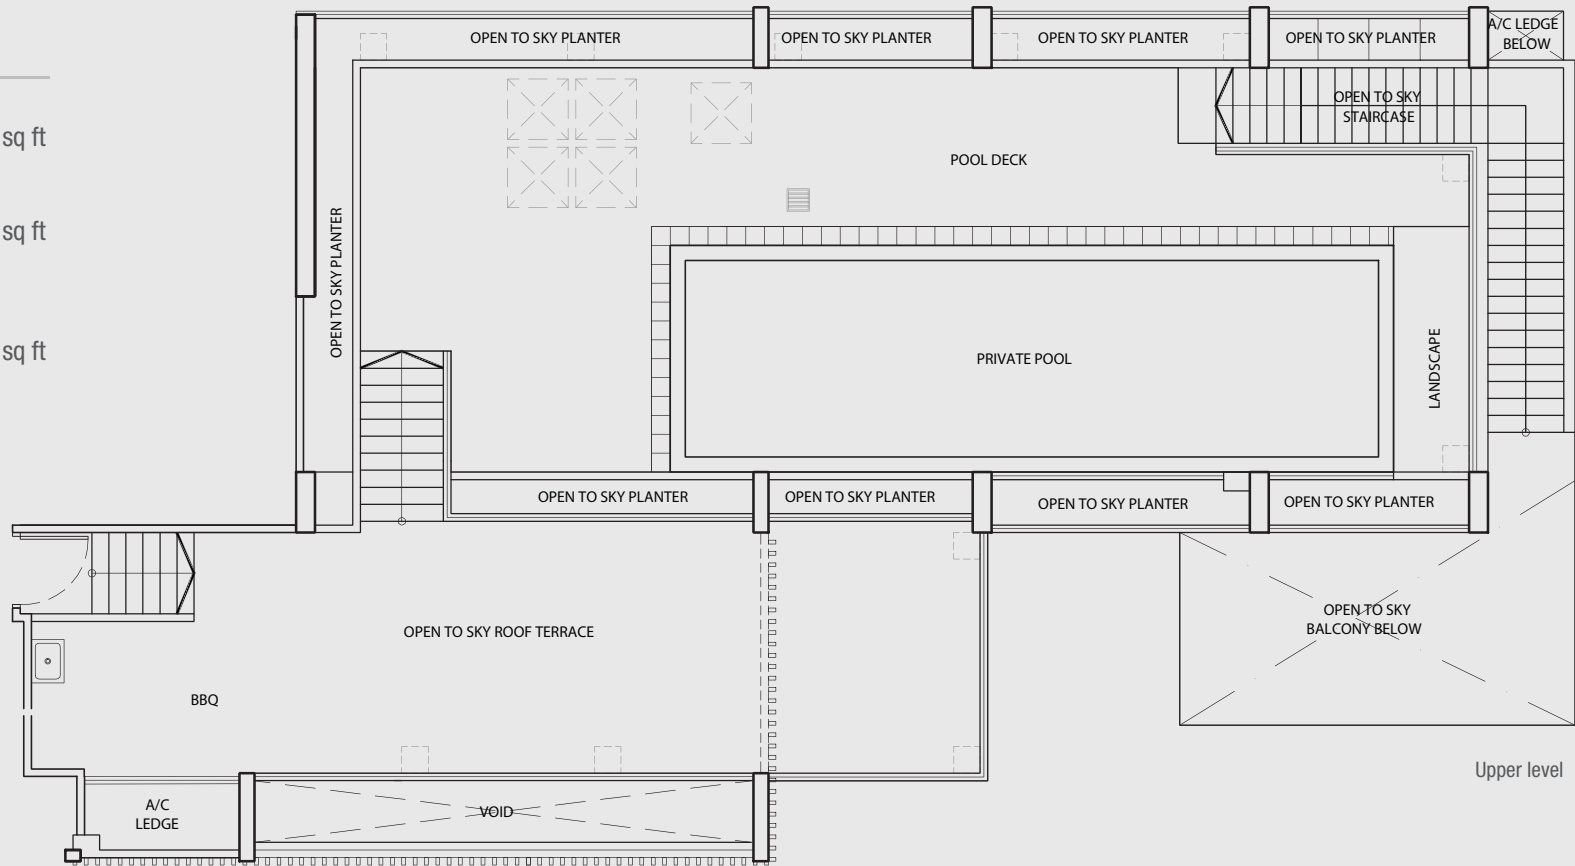 OPEN TO SKY PLANTER
OPEN TO SKY PLANTER
OPEN TO SKY PLANTER
OPEN TO SKY PLANTER
A/C LEDGE
BELOW
OPEN TO SKY
STAIRCASE
sq ft
POOL DECK
sq ft
OPEN TO SKY PLANTER
sq ft
PRIVATE POOL
LANDSCAPE
OPEN TO SKY PLANTER
OPEN TO SKY PLANTER
OPEN TO SKY PLANTER
OPEN TO SKY PLANTER
OPEN TO SKY ROOF TERRACE
OPEN TO SKY
BALCONY BELOW
BBQ
Upper level
A/C
LEDGE
VOID